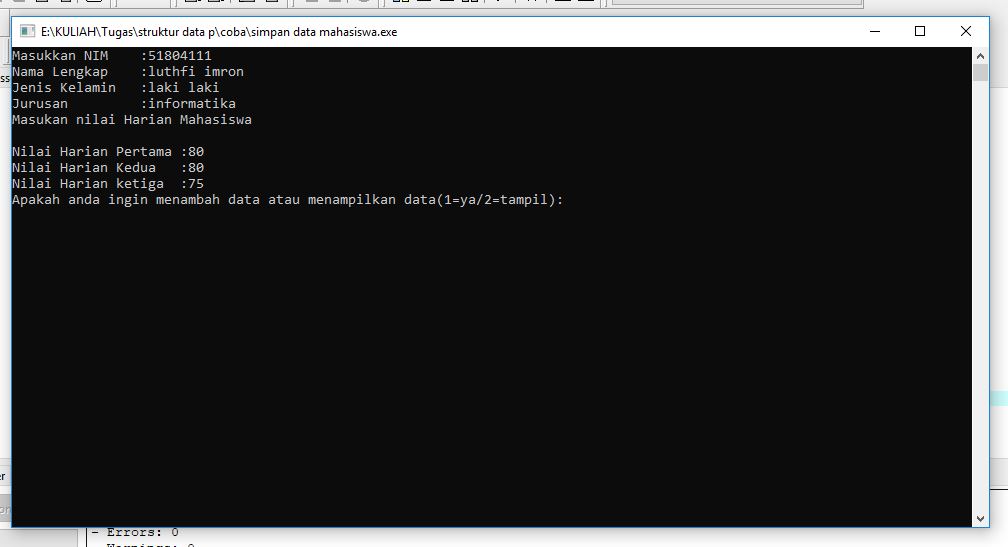 E:\KULIAH\Tugas\struktur data p\coba\simpan data mahasiswa.exe
Masukkan NIM    :51804111
Nama Lengkap    :luthfi imron
Jenis Kelamin   :laki laki
Jurusan         :informatika
Masukan nilai Harian Mahasiswa
Nilai Harian Pertama :80
Nilai Harian Kedua   :80
Nilai Harian ketiga  :75
Apakah anda ingin menambah data atau menampilkan data(1=ya/2=tampil):
- Errors: 0